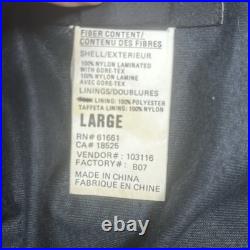 FIBER CONTENT/
CONTENU DES FIBRES
SHELL/EXTERIEUR
100% NYLON LAMINATED
WITH GORE-TEX
100% NYLON LAMINE
AVEC GORE-TEX
LININGS/DOUBLURES
LINING: 100% POLYESTER
TAFFETA LINING: 100% NYLON
LARGE
RN# 61661
CA# 18525
VENDOR#: 103116
FACTORY#: B07
MADE IN CHINA
FABRIQUE EN CHINE